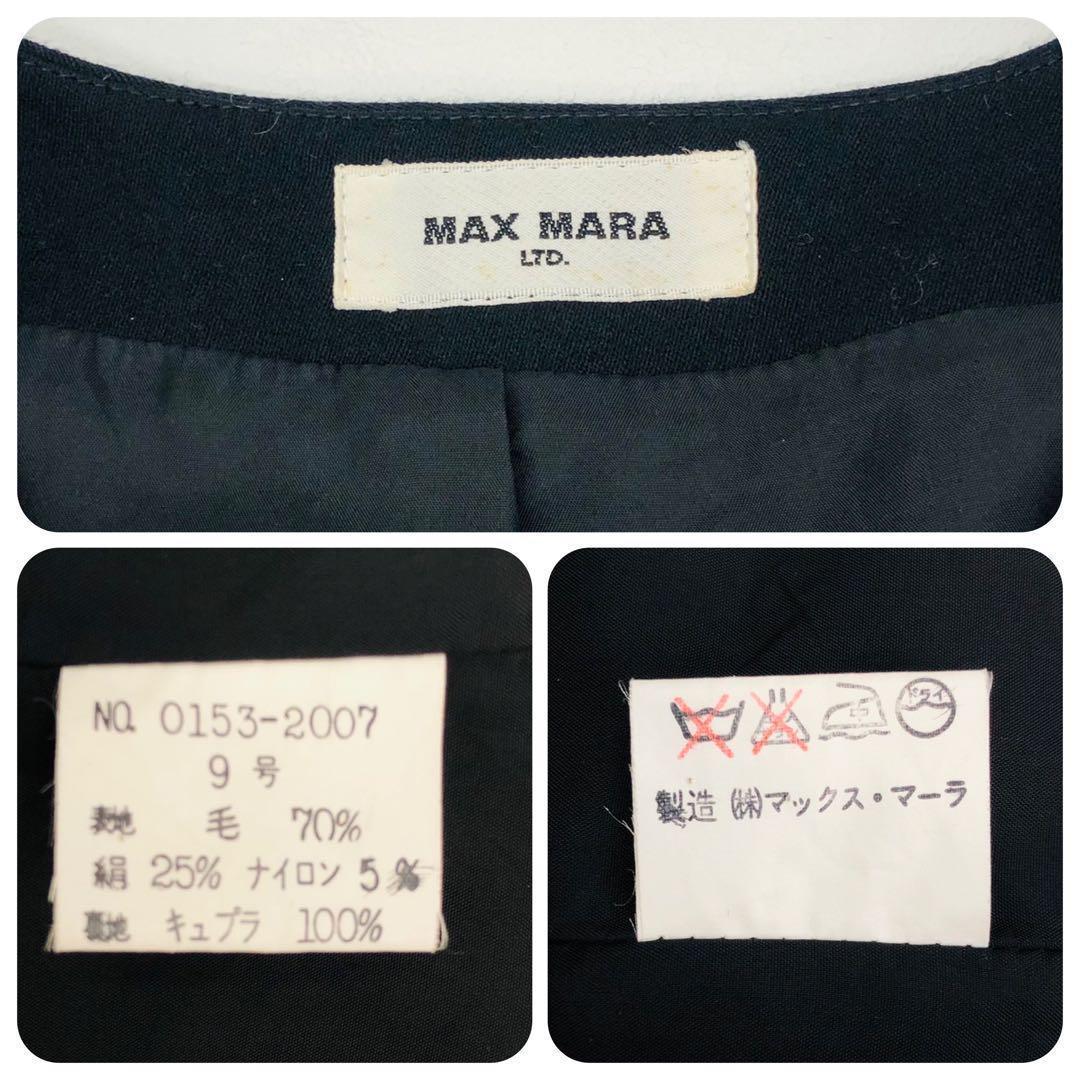 MAX MARA
LTD.
NO. 0153-2007
9 号
表地 毛 70%
絹 25% ナイロン 5%
裏地 キュプラ 100%
中 ドライ
製造 ㈱マックス・マーラ